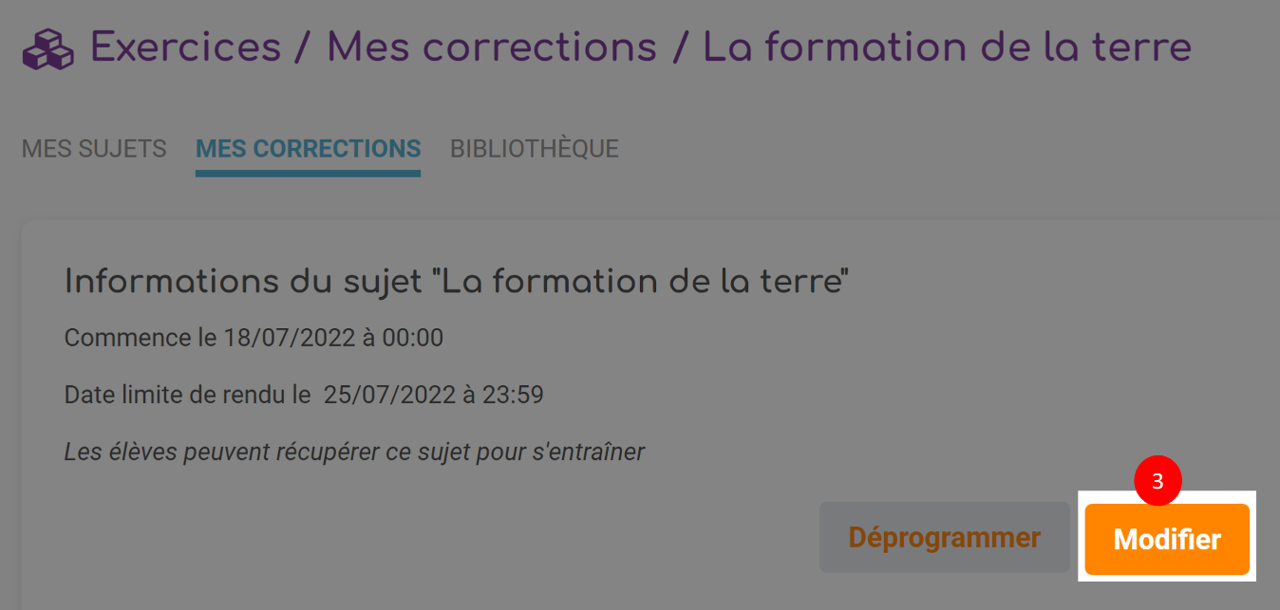 Exercices / Mes corrections / La formation de la terre
MES SUJETS MES CORRECTIONS BIBLIOTHÈQUE
Informations du sujet "La formation de la terre"
Commence le 18/07/2022 à 00:00
Date limite de rendu le 25/07/2022 à 23:59
Les élèves peuvent récupérer ce sujet pour s'entraîner
3
Déprogrammer Modifier